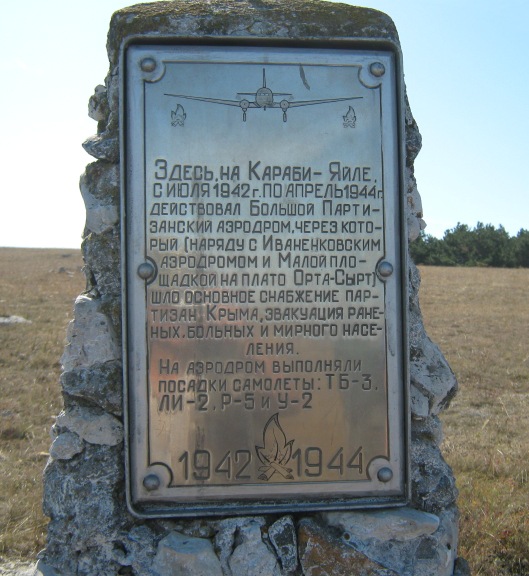 Здесь, на Караби-Яйле,
с июля 1942г. по апрель 1944г.
действовал Большой Парти-
занский аэродром, через кото-
рый (наряду с Иваненковским
аэродромом и Малой пло-
щадкой на плато Орта-Сырт)
шло основное снабжение пар-
тизан Крыма, эвакуация ране-
ных, больных и мирного насе-
ления.
На аэродром выполняли
посадки самолеты: ТБ-3,
Ли-2, Р-5 и У-2
1942 1944